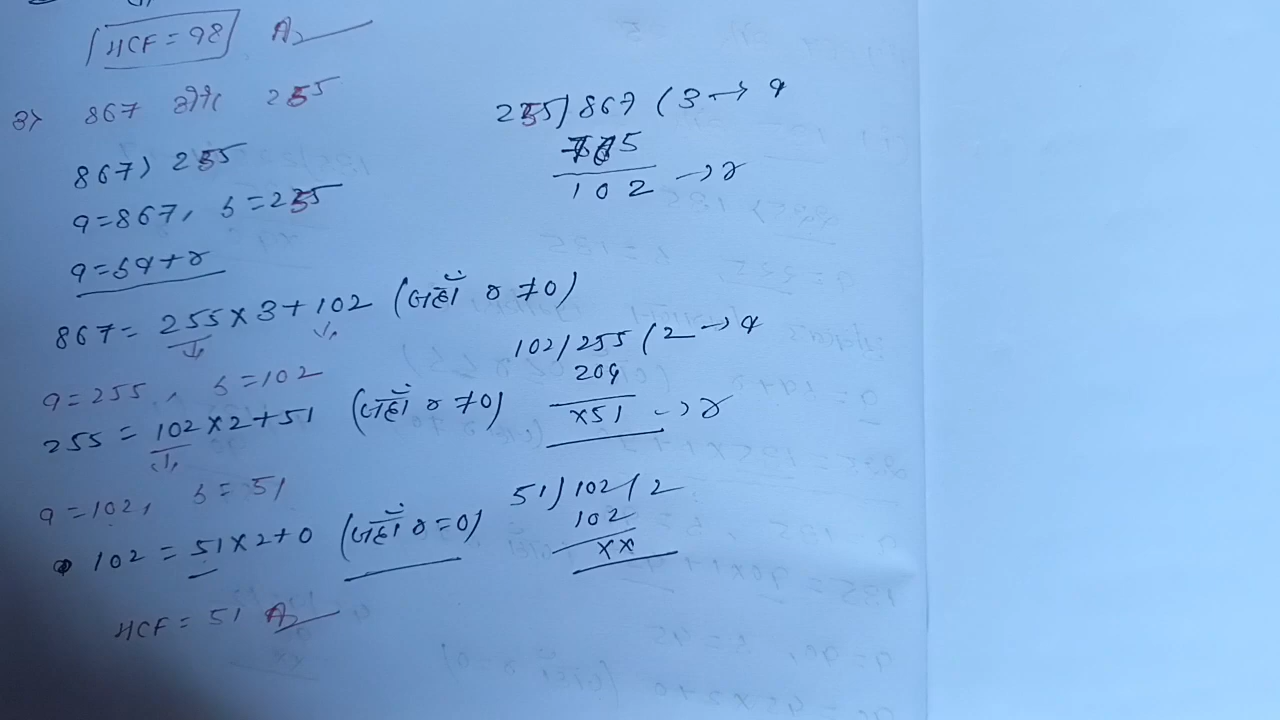 HCF = 98 Ans
3> 867 और 255
867 > 255
a=867, b=255
a=bq+r
867 = 255×3+102 (जहाँ r ≠0)
a=255, b=102
255 = 102×2+51 (जहाँ r ≠0)
a=102, b=51
102 = 51×2+0 (जहाँ r=0)
HCF = 51 Ans
255)867(3→q
765
102 →r
102)255(2→q
204
×51 →r
51)102(2
102
××